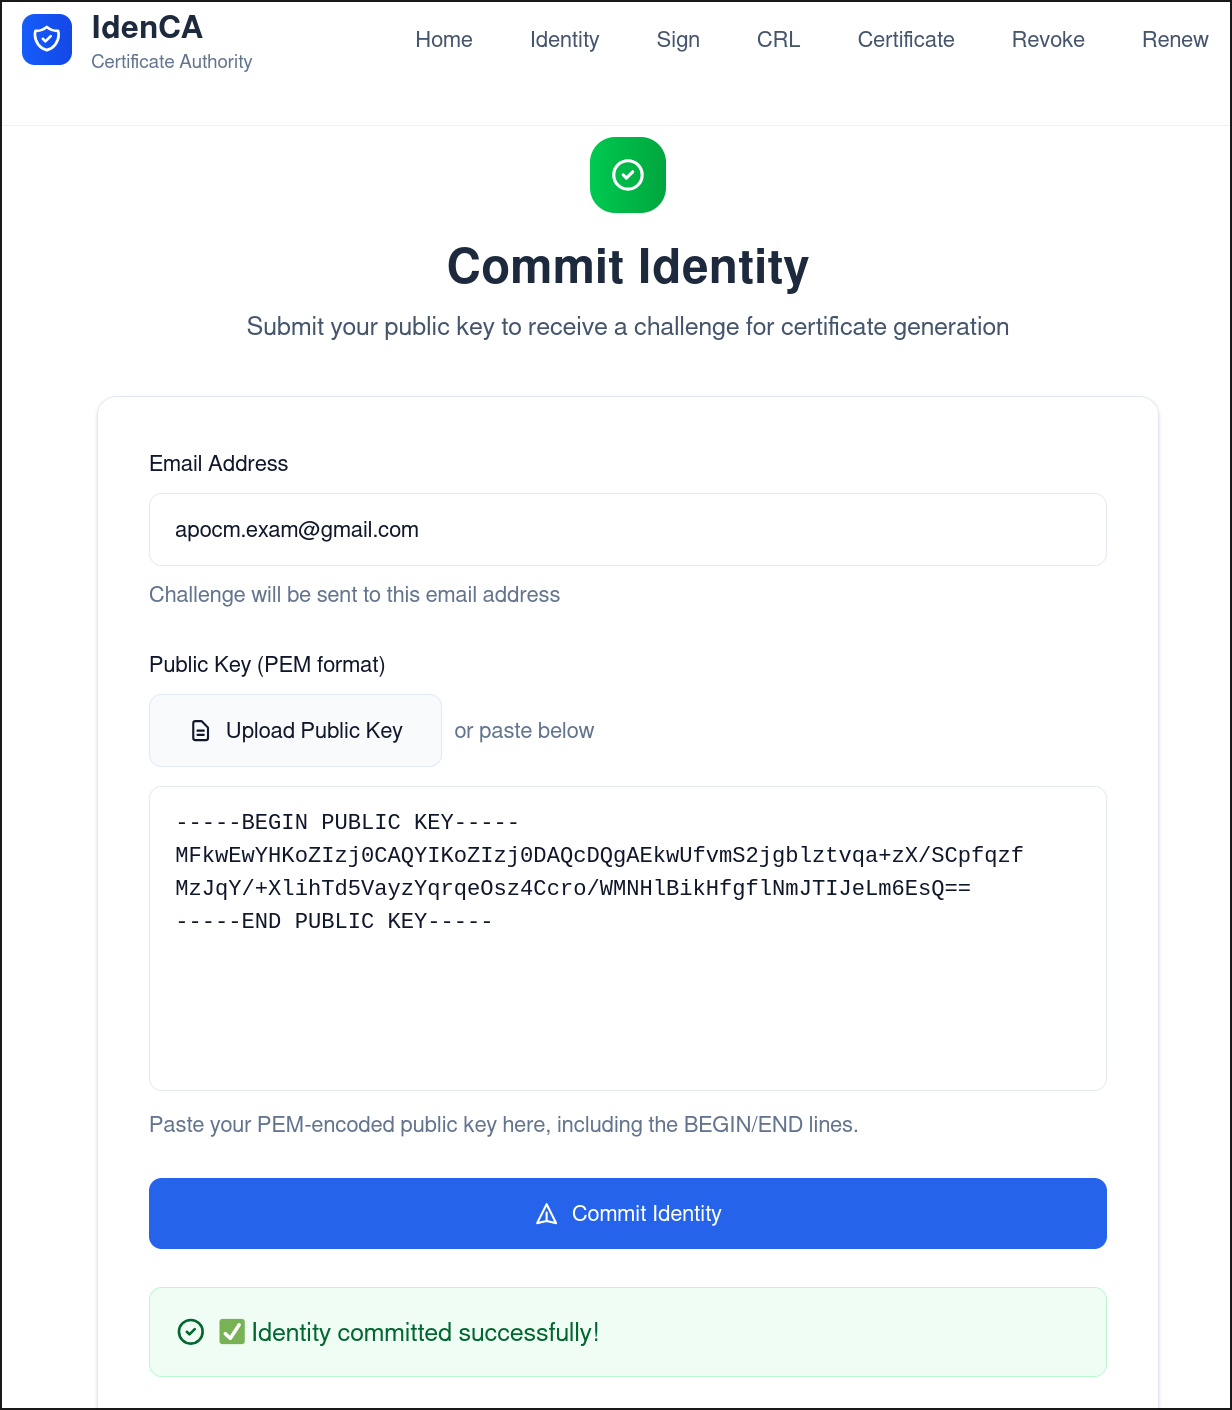 IdenCA
Certificate Authority
Home Identity Sign CRL Certificate Revoke Renew
Commit Identity
Submit your public key to receive a challenge for certificate generation
Email Address
apocm.exam@gmail.com
Challenge will be sent to this email address
Public Key (PEM format)
Upload Public Key or paste below
-----BEGIN PUBLIC KEY-----
MFkwEwYHKoZIzj0CAQYIKoZIzj0DAQcDQgAEkwUfvmS2jgblztvqa+zX/SCpfqzf
MzJqY/+XlihTd5VayzYqrqeOsz4Ccro/WMNHlBikHfgflNmJTIJeLm6EsQ==
-----END PUBLIC KEY-----
Paste your PEM-encoded public key here, including the BEGIN/END lines.
Commit Identity
✅ Identity committed successfully!